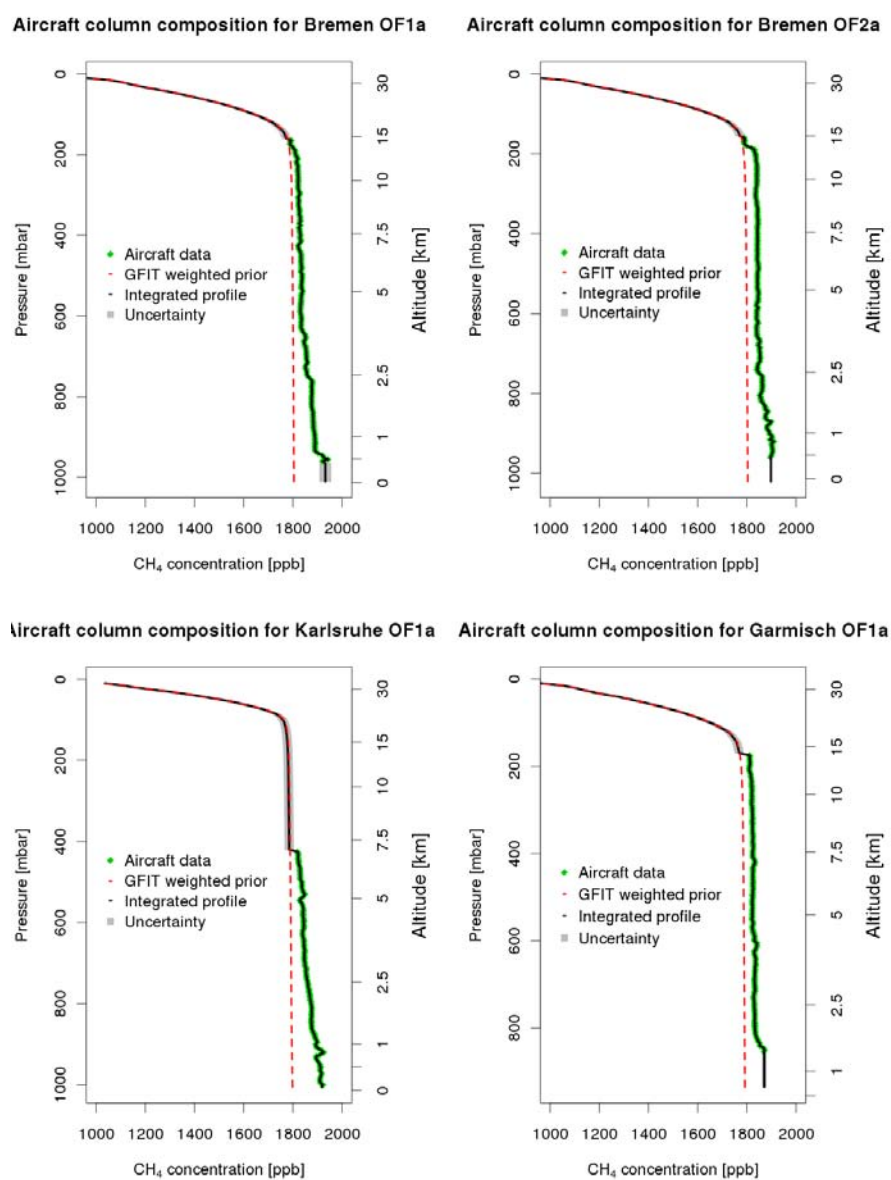 Aircraft column composition for Bremen OF1a
0
200
400
600
800
1000
Pressure [mbar]
30
15
10
7.5
5
2.5
1
0
Altitude [km]
Aircraft data
GFIT weighted prior
Integrated profile
Uncertainty
1000 1200 1400 1600 1800 2000
CH₄ concentration [ppb]
Aircraft column composition for Bremen OF2a
0
200
400
600
800
1000
Pressure [mbar]
30
15
10
7.5
5
2.5
1
0
Altitude [km]
Aircraft data
GFIT weighted prior
Integrated profile
Uncertainty
1000 1200 1400 1600 1800 2000
CH₄ concentration [ppb]
Aircraft column composition for Karlsruhe OF1a
0
200
400
600
800
1000
Pressure [mbar]
30
15
10
7.5
5
2.5
1
0
Altitude [km]
Aircraft data
GFIT weighted prior
Integrated profile
Uncertainty
1000 1200 1400 1600 1800 2000
CH₄ concentration [ppb]
Aircraft column composition for Garmisch OF1a
0
200
400
600
800
Pressure [mbar]
30
15
10
7.5
5
2.5
1
Altitude [km]
Aircraft data
GFIT weighted prior
Integrated profile
Uncertainty
1000 1200 1400 1600 1800 2000
CH₄ concentration [ppb]